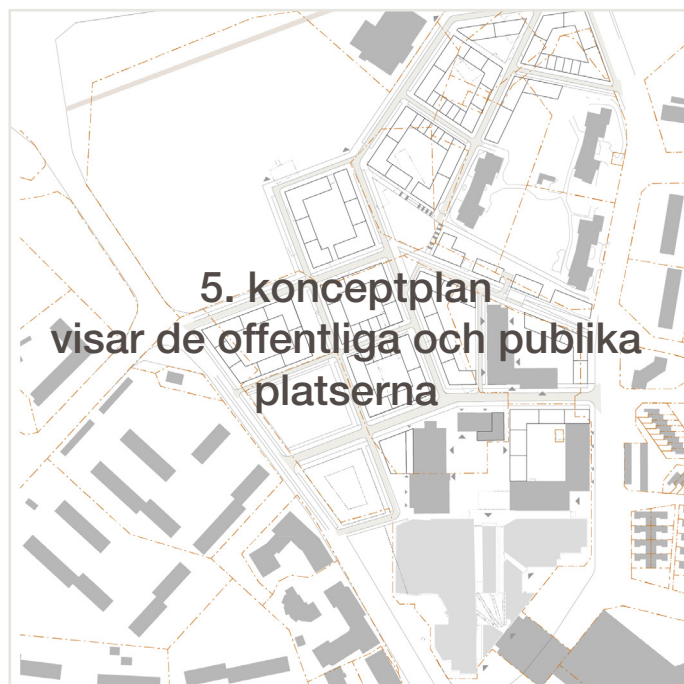 5. konceptplan
visar de offentliga och publika
platserna